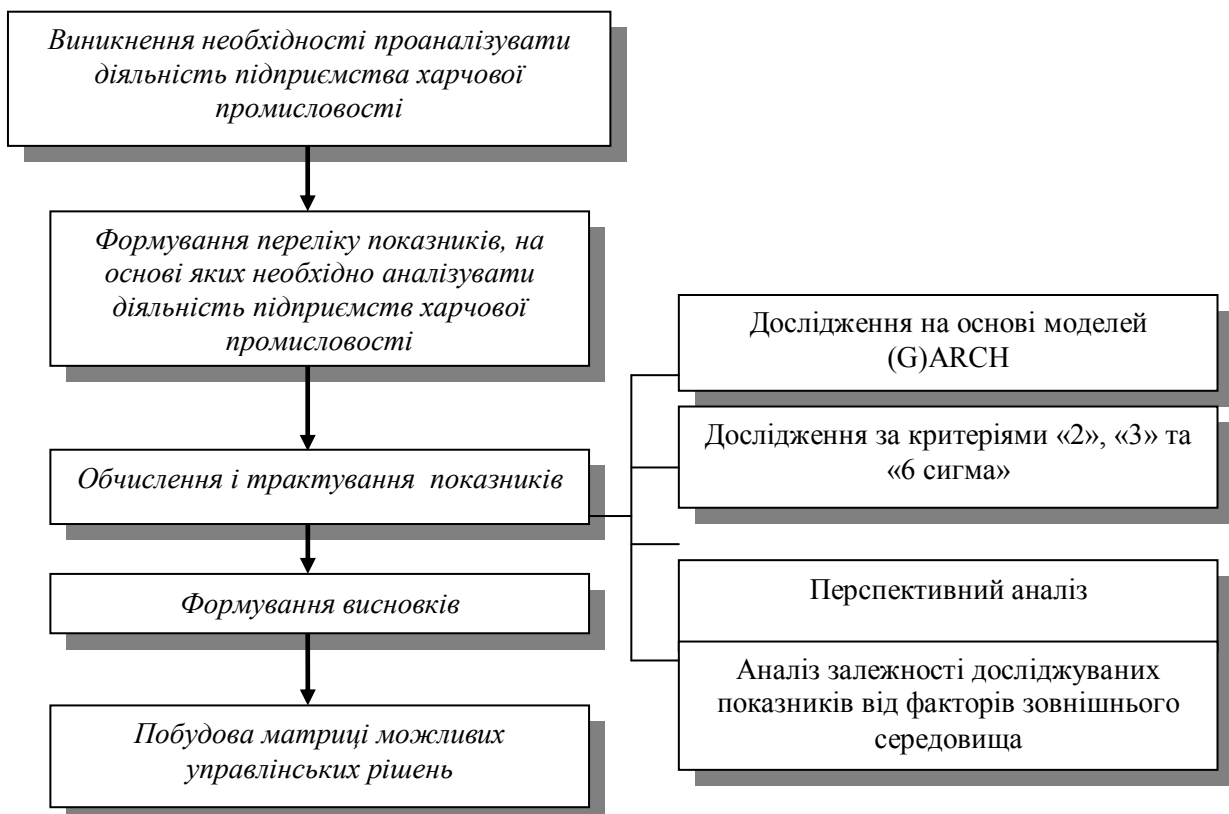 Виникнення необхідності проаналізувати
діяльність підприємства харчової
промисловості
Формування переліку показників, на
основі яких необхідно аналізувати
діяльність підприємств харчової
промисловості
Обчислення і трактування показників
Формування висновків
Побудова матриці можливих
управлінських рішень
Дослідження на основі моделей
(G)ARCH
Дослідження за критеріями «2», «3» та
«6 сигма»
Перспективний аналіз
Аналіз залежності досліджуваних
показників від факторів зовнішнього
середовища